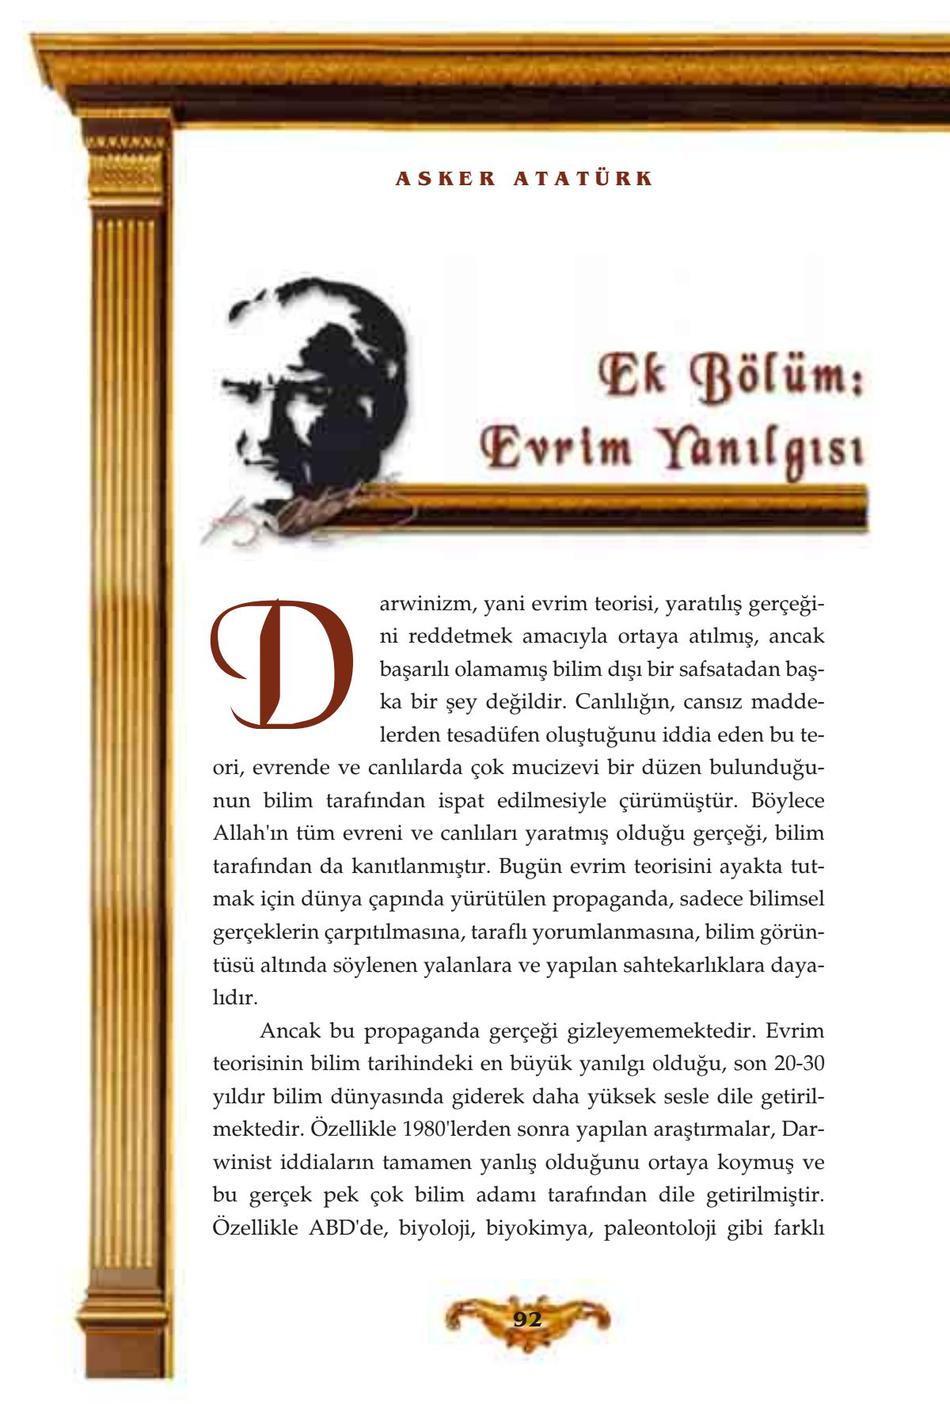 ASKER ATATÜRK
Ek Bölüm:
Evrim Yanılgısı
Darwinizm, yani evrim teorisi, yaratılış gerçeği-
ni reddetmek amacıyla ortaya atılmış, ancak
başarılı olamamış bilim dışı bir safsatadan baş-
ka bir şey değildir. Canlılığın, cansız madde-
lerden tesadüfen oluştuğunu iddia eden bu te-
ori, evrende ve canlılarda çok mucizevi bir düzen bulunduğu-
nun bilim tarafından ispat edilmesiyle çürümüştür. Böylece
Allah'ın tüm evreni ve canlıları yaratmış olduğu gerçeği, bilim
tarafından da kanıtlanmıştır. Bugün evrim teorisini ayakta tut-
mak için dünya çapında yürütülen propaganda, sadece bilimsel
gerçeklerin çarpıtılmasına, taraflı yorumlanmasına, bilim görün-
tüsü altında söylenen yalanlara ve yapılan sahtekarlıklara daya-
lıdır.
Ancak bu propaganda gerçeği gizleyememektedir. Evrim
teorisinin bilim tarihindeki en büyük yanılgı olduğu, son 20-30
yıldır bilim dünyasında giderek daha yüksek sesle dile getiril-
mektedir. Özellikle 1980'lerden sonra yapılan araştırmalar, Dar-
winist iddiaların tamamen yanlış olduğunu ortaya koymuş ve
bu gerçek pek çok bilim adamı tarafından dile getirilmiştir.
Özellikle ABD'de, biyoloji, biyokimya, paleontoloji gibi farklı
92